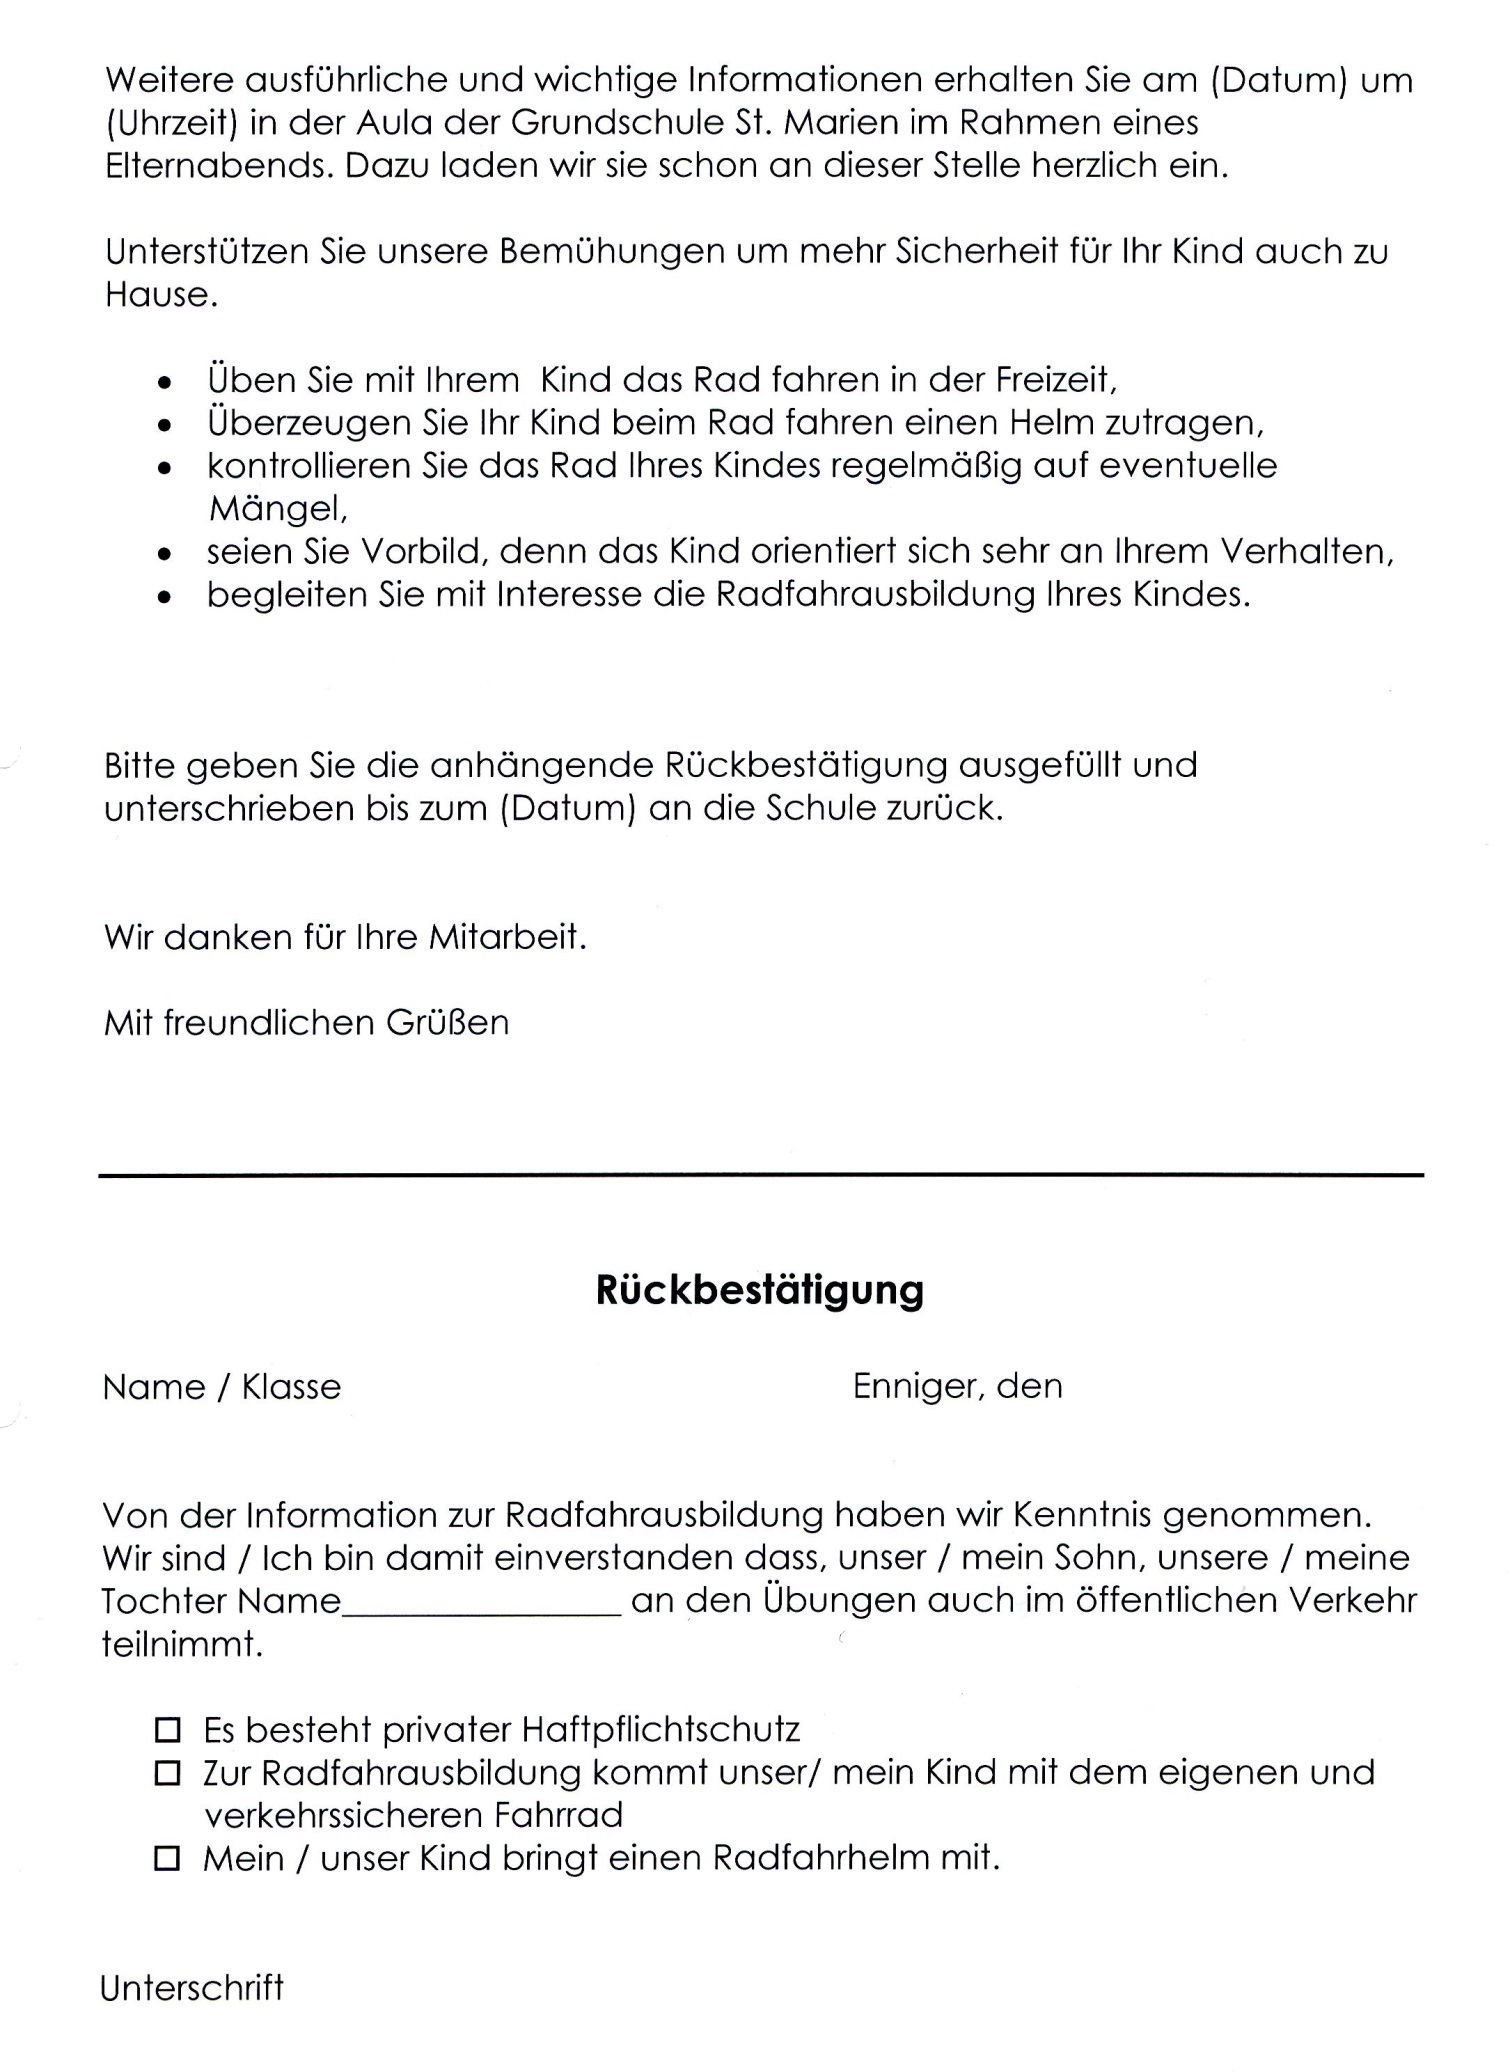 Weitere ausführliche und wichtige Informationen erhalten Sie am (Datum) um
(Uhrzeit) in der Aula der Grundschule St. Marien im Rahmen eines
Elternabends. Dazu laden wir sie schon an dieser Stelle herzlich ein.
Unterstützen Sie unsere Bemühungen um mehr Sicherheit für Ihr Kind auch zu
Hause.
• Üben Sie mit Ihrem  Kind das Rad fahren in der Freizeit,
• Überzeugen Sie Ihr Kind beim Rad fahren einen Helm zutragen,
• kontrollieren Sie das Rad Ihres Kindes regelmäßig auf eventuelle
Mängel,
• seien Sie Vorbild, denn das Kind orientiert sich sehr an Ihrem Verhalten,
• begleiten Sie mit Interesse die Radfahrausbildung Ihres Kindes.
Bitte geben Sie die anhängende Rückbestätigung ausgefüllt und
unterschrieben bis zum (Datum) an die Schule zurück.
Wir danken für Ihre Mitarbeit.
Mit freundlichen Grüßen
Rückbestätigung
Name / Klasse Enniger, den
Von der Information zur Radfahrausbildung haben wir Kenntnis genommen.
Wir sind / Ich bin damit einverstanden dass, unser / mein Sohn, unsere / meine
Tochter Name_______________ an den Übungen auch im öffentlichen Verkehr
teilnimmt.
☐ Es besteht privater Haftpflichtschutz
☐ Zur Radfahrausbildung kommt unser/ mein Kind mit dem eigenen und
verkehrssicheren Fahrrad
☐ Mein / unser Kind bringt einen Radfahrhelm mit.
Unterschrift